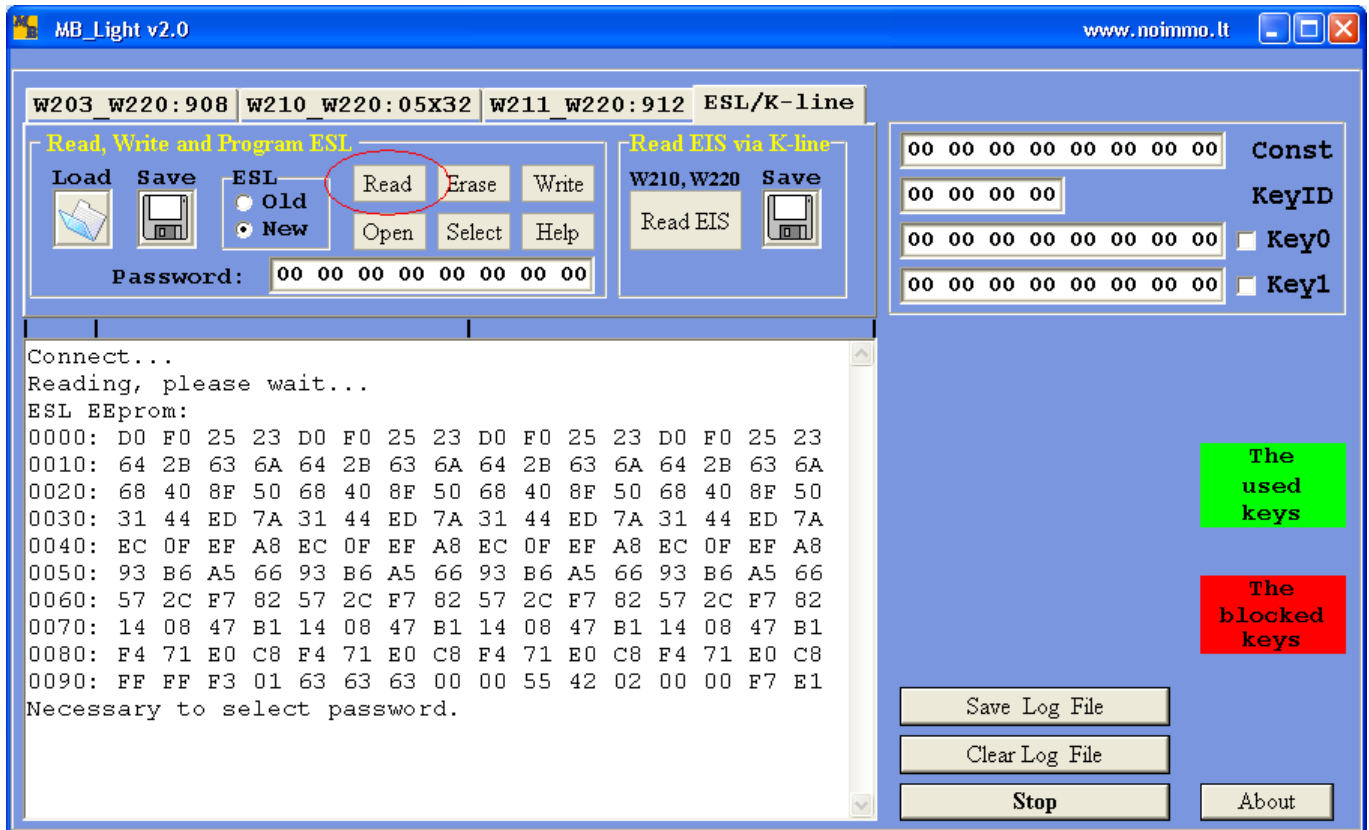 MB_Light v2.0 www.noimmo.lt
W203_W220:908 W210_W220:05X32 W211_W220:912 ESL/K-line
Read, Write and Program ESL
Load Save
ESL
Old
New
Read Erase Write
Open Select Help
Password: 00 00 00 00 00 00 00 00
Read EIS via K-line
W210, W220 Save
Read EIS
00 00 00 00 00 00 00 00 Const
00 00 00 00 KeyID
00 00 00 00 00 00 00 00 Key0
00 00 00 00 00 00 00 00 Key1
Connect...
Reading, please wait...
ESL EEprom:
0000: D0 F0 25 23 D0 F0 25 23 D0 F0 25 23 D0 F0 25 23
0010: 64 2B 63 6A 64 2B 63 6A 64 2B 63 6A 64 2B 63 6A
0020: 68 40 8F 50 68 40 8F 50 68 40 8F 50 68 40 8F 50
0030: 31 44 ED 7A 31 44 ED 7A 31 44 ED 7A 31 44 ED 7A
0040: EC 0F EF A8 EC 0F EF A8 EC 0F EF A8 EC 0F EF A8
0050: 93 B6 A5 66 93 B6 A5 66 93 B6 A5 66 93 B6 A5 66
0060: 57 2C F7 82 57 2C F7 82 57 2C F7 82 57 2C F7 82
0070: 14 08 47 B1 14 08 47 B1 14 08 47 B1 14 08 47 B1
0080: F4 71 E0 C8 F4 71 E0 C8 F4 71 E0 C8 F4 71 E0 C8
0090: FF FF F3 01 63 63 63 00 00 55 42 02 00 00 F7 E1
Necessary to select password.
The
used
keys
The
blocked
keys
Save Log File
Clear Log File
Stop
About